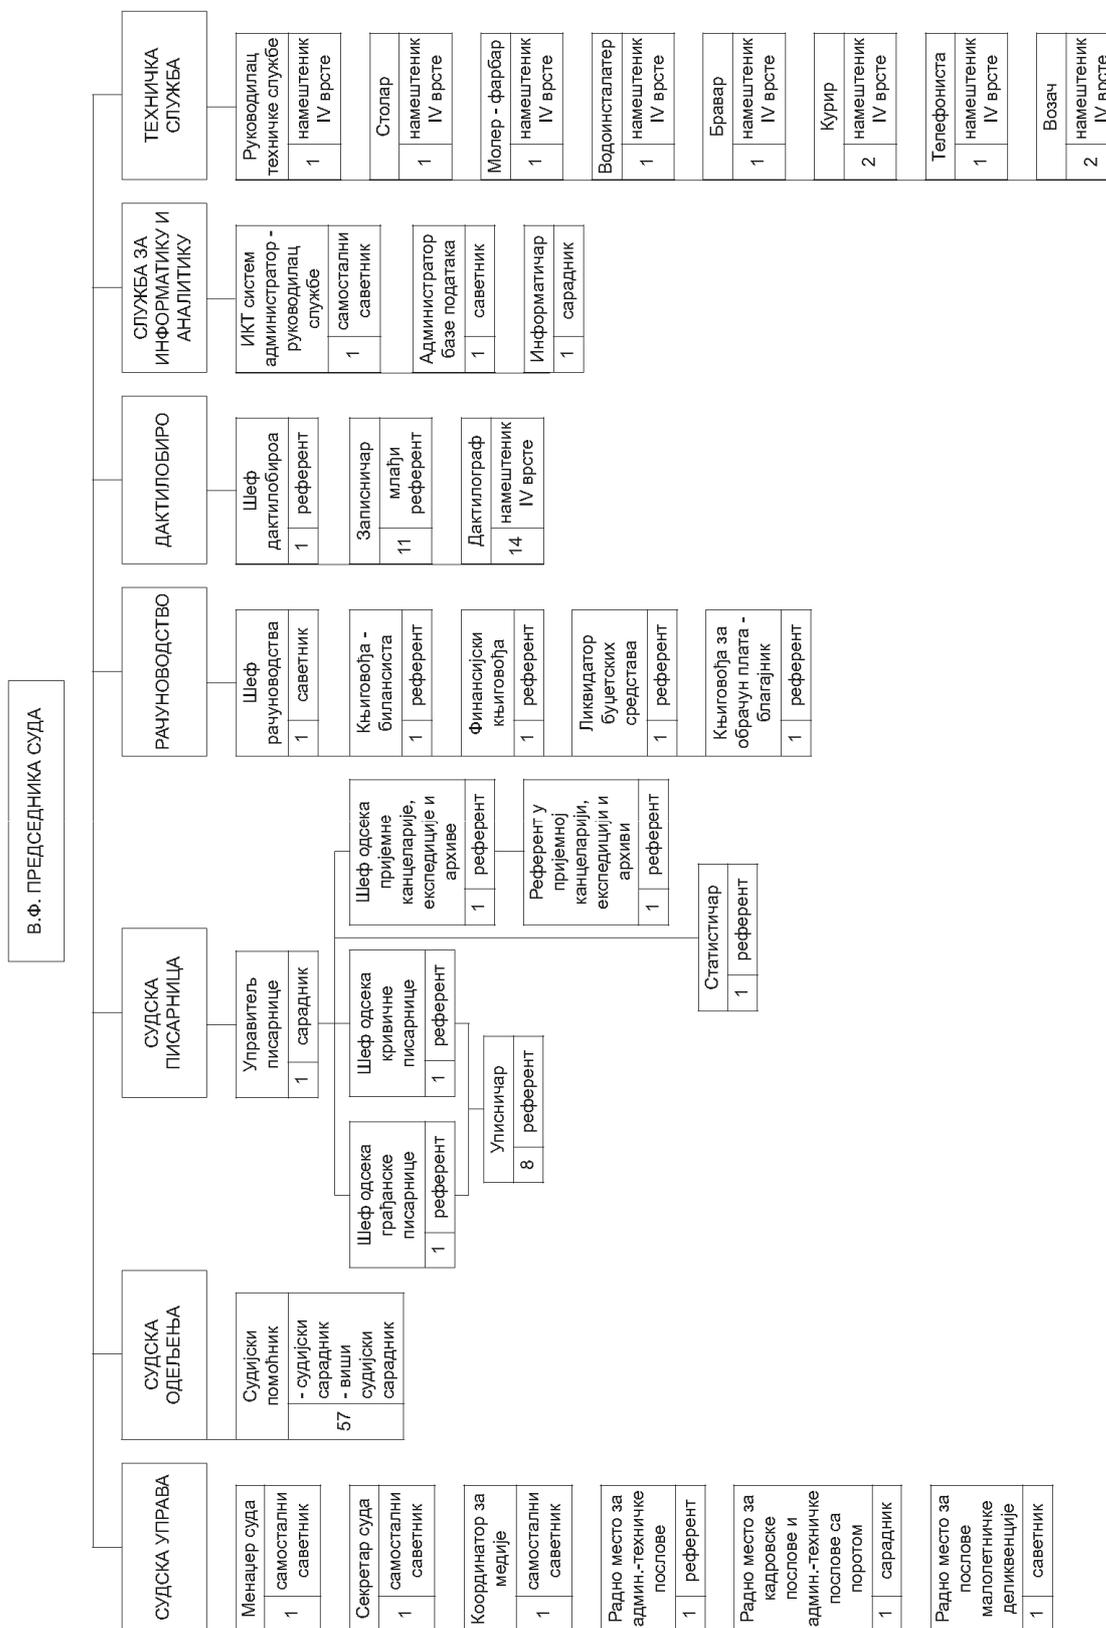 В.Ф. ПРЕДСЕДНИКА СУДА
СУДСКА УПРАВА
Менаџер суда
1 самостални
саветник
Секретар суда
1 самостални
саветник
Координатор за
медије
1 самостални
саветник
Радно место за
админ.-техничке
послове
1 референт
Радно место за
кадровске
послове и
админ.-техничке
послове са
поротом
1 сарадник
Радно место за
послове
малолетничке
деликвенције
1 саветник
СУДСКА
ОДЕЉЕЊА
Судијски
помоћник
57
- судијски
сарадник
- виши
судијски
сарадник
СУДСКА
ПИСАРНИЦА
Управитељ
писарнице
1 сарадник
Шеф одсека
грађанске
писарнице
1 референт
Шеф одсека
кривичне
писарнице
1 референт
Уписничар
8 референт
Шеф одсека
пријемне
канцеларије,
експедиције и
архиве
1 референт
Референт у
пријемној
канцеларији,
експедицији и
архиви
1 референт
Статистичар
1 референт
РАЧУНОВОДСТВО
Шеф
рачуноводства
1 саветник
Књиговођа -
билансиста
1 референт
Финансијски
књиговођа
1 референт
Ликвидатор
буџетских
средстава
1 референт
Књиговођа за
обрачун плата -
благајник
1 референт
ДАКТИЛОБИРО
Шеф
дактилобироа
1 референт
Записничар
11 млађи
референт
Дактилограф
14 намештеник
IV врсте
СЛУЖБА ЗА
ИНФОРМАТИКУ И
АНАЛИТИКУ
ИКТ систем
администратор -
руководилац
службе
1 самостални
саветник
Администратор
базе података
1 саветник
Информатичар
1 сарадник
ТЕХНИЧКА
СЛУЖБА
Руководилац
техничке службе
1 намештеник
IV врсте
Столар
1 намештеник
IV врсте
Молер - фарбар
1 намештеник
IV врсте
Водоинсталатер
1 намештеник
IV врсте
Бравар
1 намештеник
IV врсте
Курир
2 намештеник
IV врсте
Телефониста
1 намештеник
IV врсте
Возач
2 намештеник
IV врсте